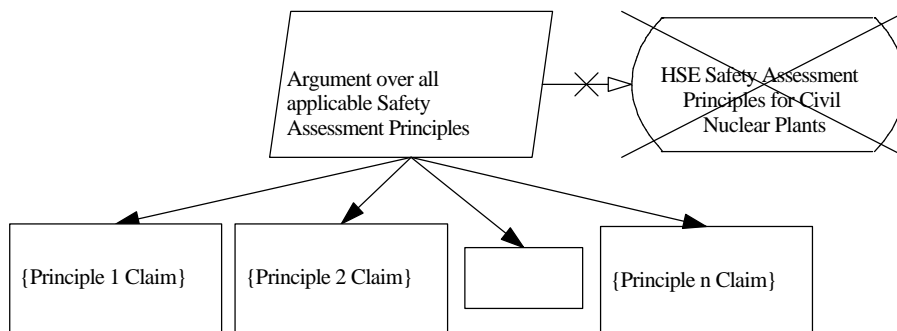 Argument over all
applicable Safety
Assessment Principles
HSE Safety Assessment
Principles for Civil
Nuclear Plants
{Principle 1 Claim}
{Principle 2 Claim}
{Principle n Claim}